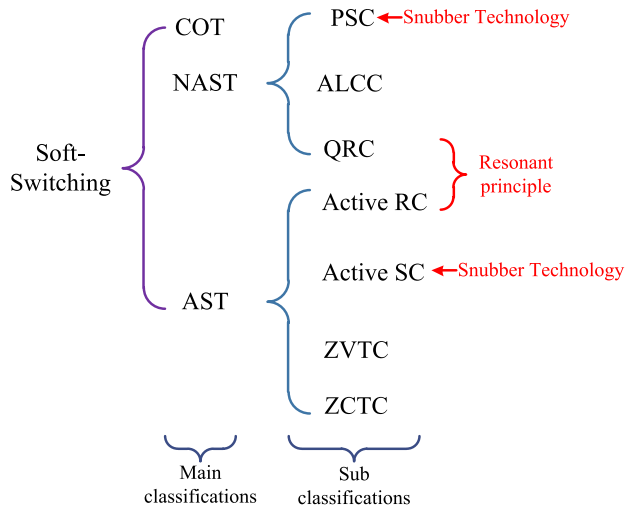 COT
NAST
Soft-
Switching
AST
PSC
Snubber Technology
ALCC
QRC
Resonant
principle
Active RC
Active SC
Snubber Technology
ZVTC
ZCTC
Main
classifications
Sub
classifications